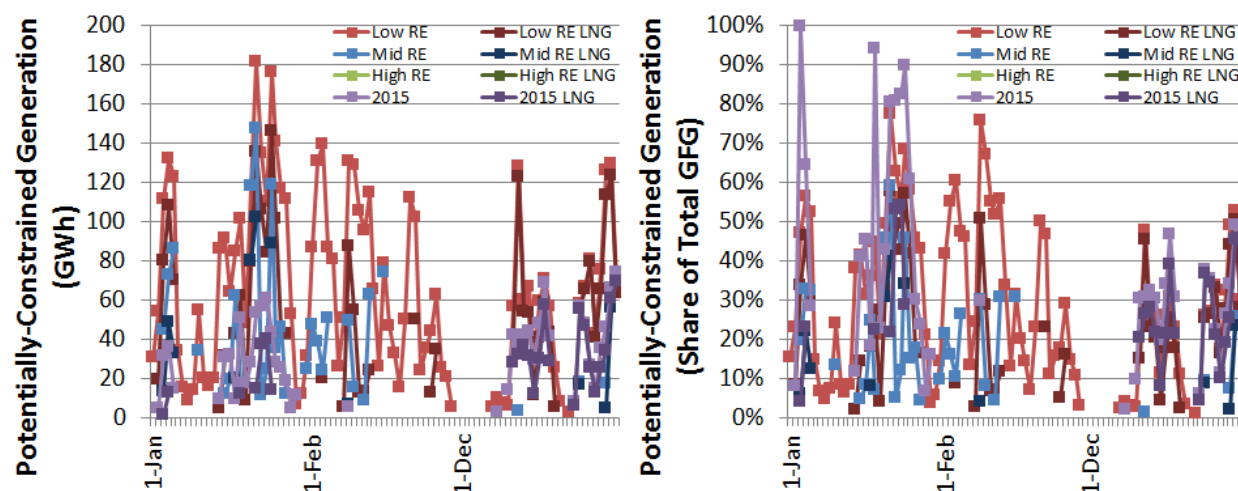 Potentially-Constrained Generation
(GWh)
200
180
160
140
120
100
80
60
40
20
0
Low RE
Low RE LNG
Mid RE
Mid RE LNG
High RE
High RE LNG
2015
2015 LNG
1-Jan
1-Feb
1-Dec
Potentially-Constrained Generation
(Share of Total GFG)
100%
90%
80%
70%
60%
50%
40%
30%
20%
10%
0%
Low RE
Low RE LNG
Mid RE
Mid RE LNG
High RE
High RE LNG
2015
2015 LNG
1-Jan
1-Feb
1-Dec